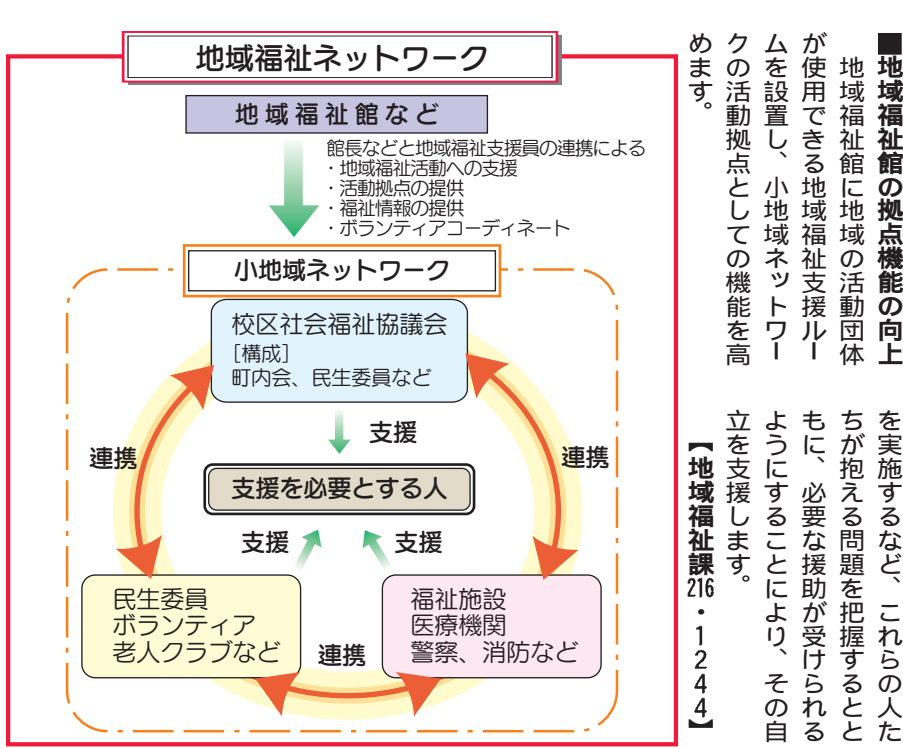 ■地域福祉館の拠点機能の向上
地域福祉館に地域の活動団体
が使用できる地域福祉支援ルー
ムを設置し、小地域ネットワー
クの活動拠点としての機能を高
めます。
を実施するなど、これらの人た
ちが抱える問題を把握するとと
もに、必要な援助が受けられる
ようにすることにより、その自
立を支援します。
【地域福祉課216・1244】
地域福祉ネットワーク
地域福祉館など
館長などと地域福祉支援員の連携による
・地域福祉活動への支援
・活動拠点の提供
・福祉情報の提供
・ボランティアコーディネート
小地域ネットワーク
校区社会福祉協議会
[構成]
町内会、民生委員など
支援
連携
連携
支援を必要とする人
支援
支援
民生委員
ボランティア
老人クラブなど
連携
福祉施設
医療機関
警察、消防など